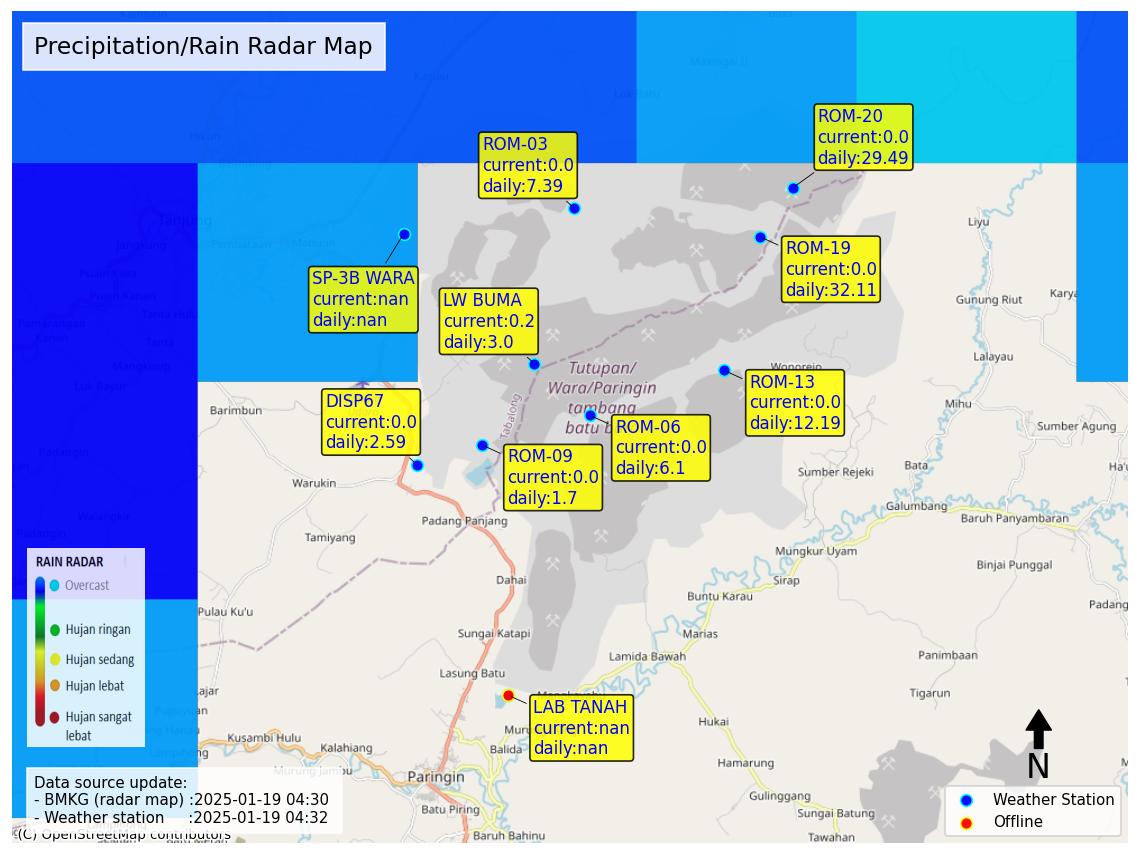 Precipitation/Rain Radar Map
ROM-20
current:0.0
daily:29.49
ROM-03
current:0.0
daily:7.39
Liyu
Tanjung
ROM-19
current:0.0
daily:32.11
SP-3B WARA
current:nan
daily:nan
LW BUMA
current:0.2
daily:3.0
Gunung Riut
Karya
Lalayau
Wonorejo
Tutupan/
Wara/Paringin
tambang
batu b
Tabalong
ROM-13
current:0.0
daily:12.19
DISP67
current:0.0
daily:2.59
Barimbun
Mihu
ROM-06
current:0.0
daily:6.1
Sumber Agung
ROM-09
current:0.0
daily:1.7
Sumber Rejeki
Bata
Warukin
Galumbang
Baruh Panyambaran
Padang Panjang
Tamiyang
Mungkur Uyam
Binjai Punggal
RAIN RADAR
Overcast
Hujan ringan
Hujan sedang
Hujan lebat
Hujan sangat
lebat
Dahai
Sirap
Buntu Karau
Padang
Pulau Ku'u
Sungai Katapi
Marias
Lamida Bawah
Panimbaan
Lasung Batu
Tigarun
LAB TANAH
current:nan
daily:nan
Hukai
Kusambi Hulu
Kalahiang
Balida
Hamarung
N
Murung Jambu
Paringin
Data source update:
- BMKG (radar map) :2025-01-19 04:30
- Weather station :2025-01-19 04:32
Gulinggang
Weather Station
Offline
Batu Piring
Sungai Batung
Baruh Bahinu
Tawahan
(C) OpenStreetMap contributors